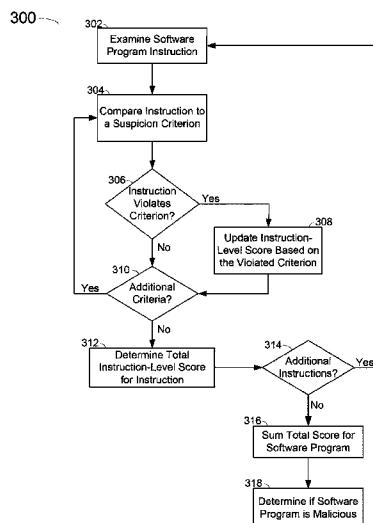 300
302
Examine Software
Program Instruction
304
Compare Instruction to
a Suspicion Criterion
306
Instruction
Violates
Criterion?
Yes
308
Update Instruction-
Level Score Based on
the Violated Criterion
No
310
Additional
Criteria?
Yes
No
312
Determine Total
Instruction-Level Score
for Instruction
314
Additional
Instructions?
Yes
No
316
Sum Total Score for
Software Program
318
Determine if Software
Program is Malicious